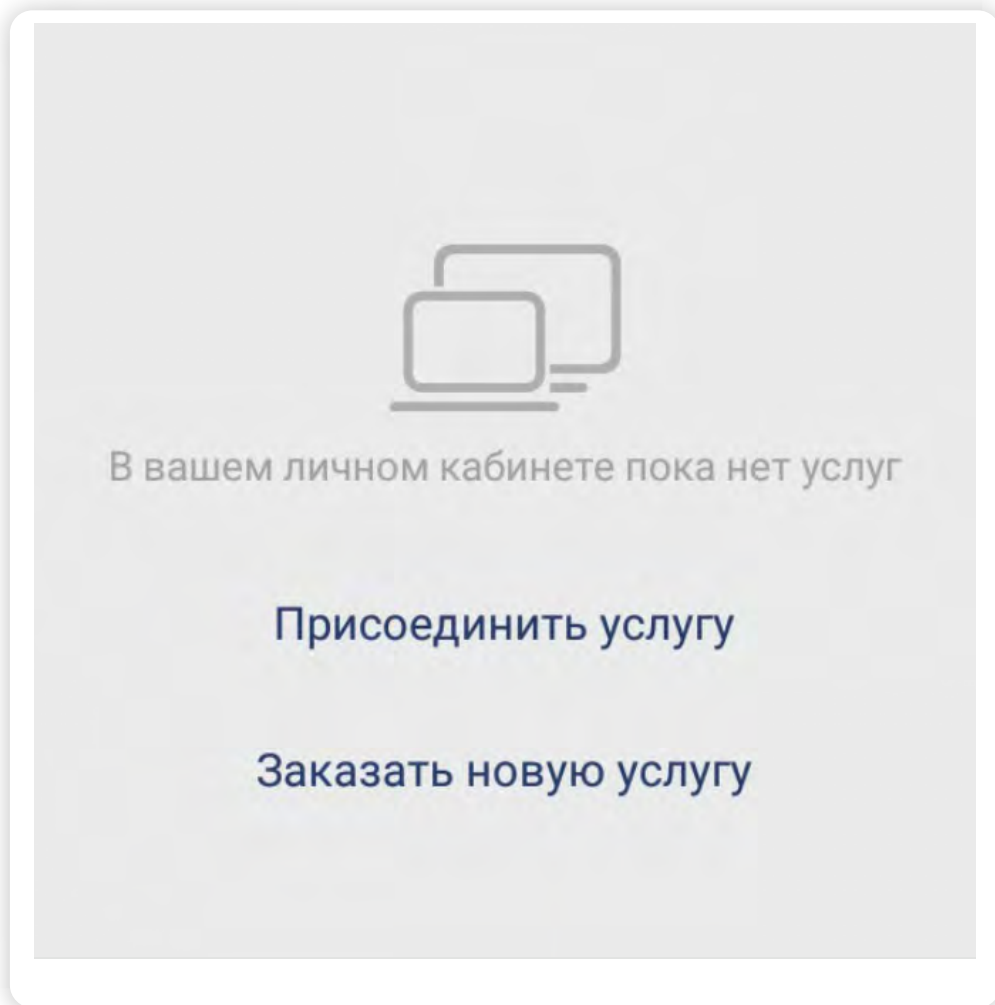 В вашем личном кабинете пока нет услуг
Присоединить услугу
Заказать новую услугу